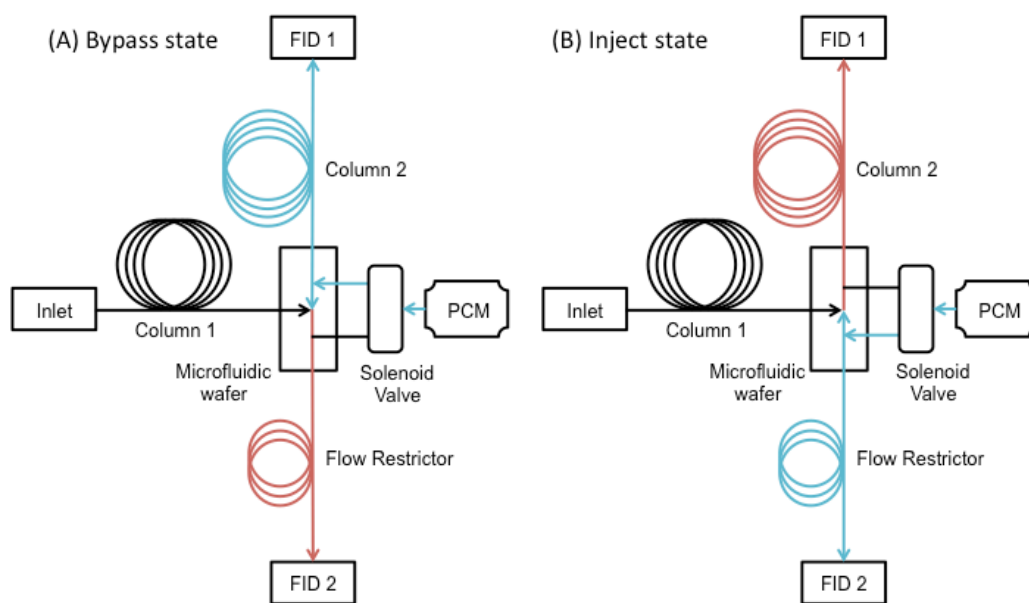 (A) Bypass state
FID 1
Column 2
Inlet
Column 1
PCM
Microfluidic
wafer
Solenoid
Valve
Flow Restrictor
FID 2
(B) Inject state
FID 1
Column 2
Inlet
Column 1
PCM
Microfluidic
wafer
Solenoid
Valve
Flow Restrictor
FID 2